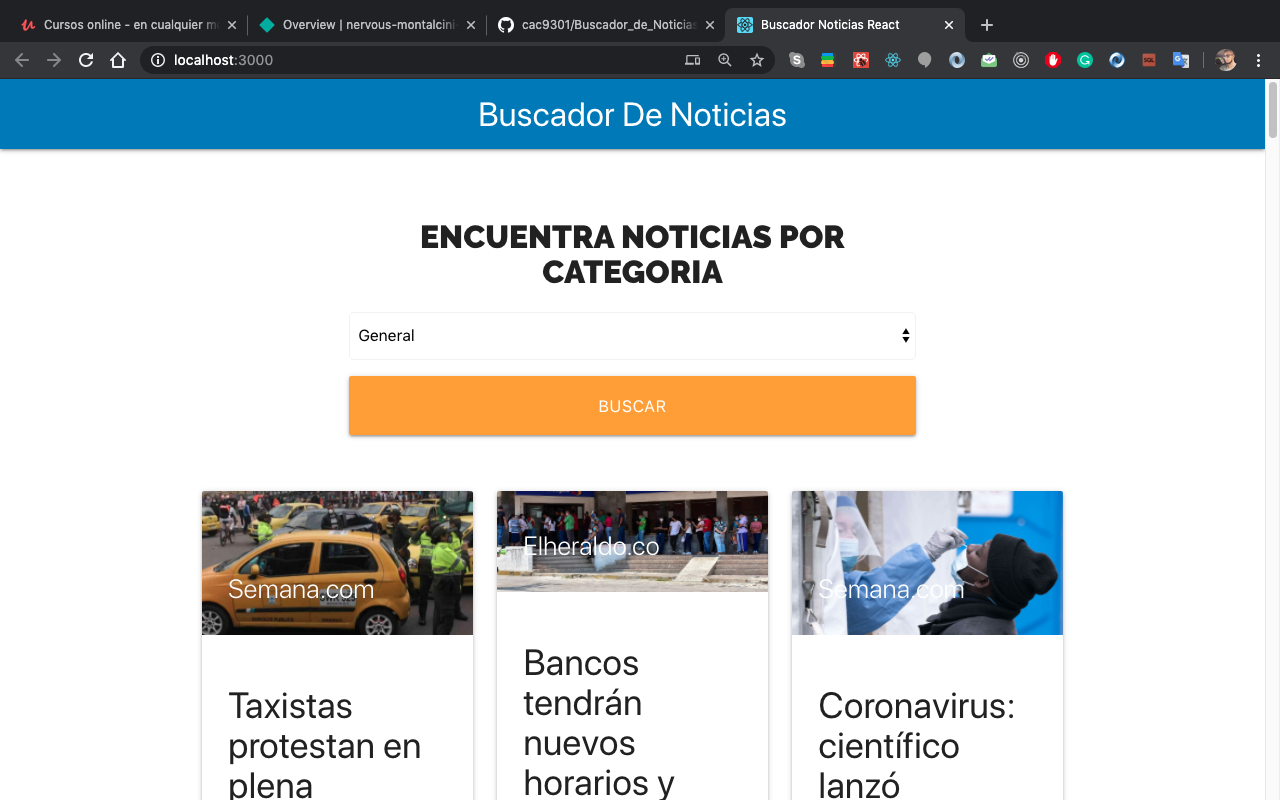 Cursos online - en cualquier m
Overview | nervous-montalcini-
cac9301/Buscador_de_Noticias
Buscador Noticias React
localhost:3000
Buscador De Noticias
ENCUENTRA NOTICIAS POR
CATEGORIA
General
BUSCAR
Semana.com
Elheraldo.co
Semana.com
Taxistas
protestan en
plena
Bancos
tendrán
nuevos
horarios y
Coronavirus:
científico
lanzó